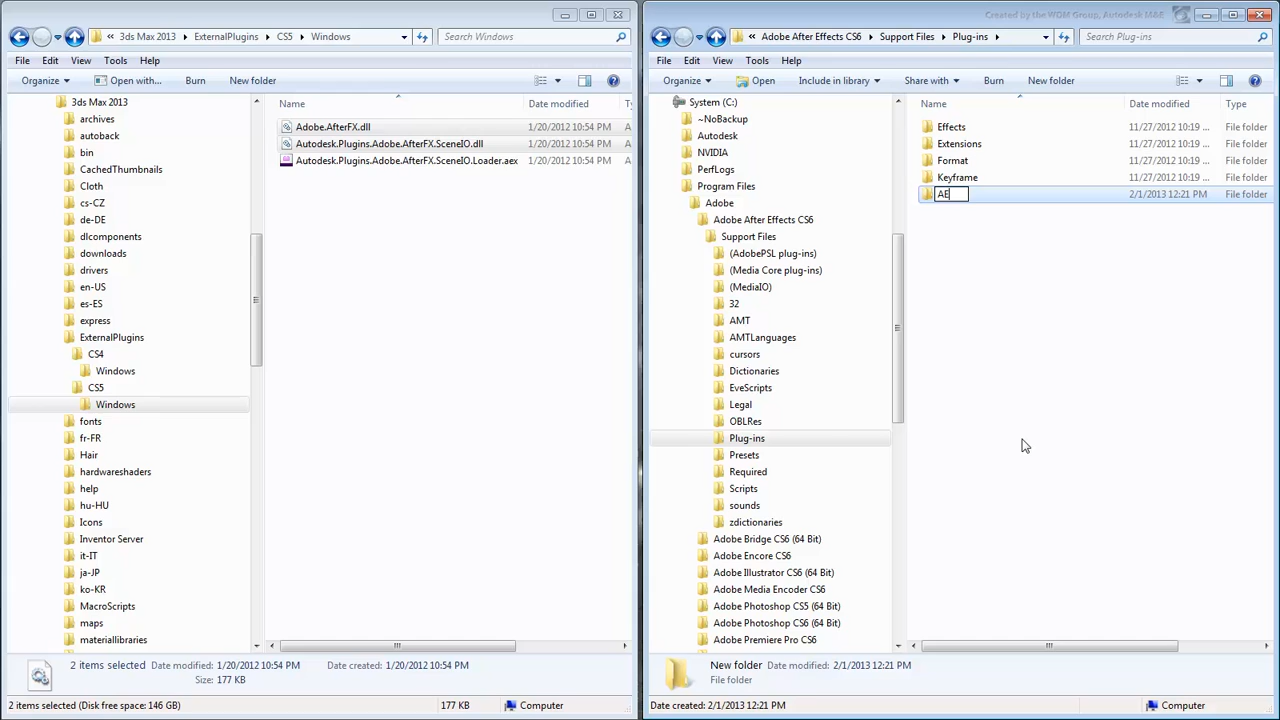 3ds Max 2013 ExternalPlugins CS5 Windows
Search Windows
File Edit View Tools Help
Organize Open with... Burn New folder
3ds Max 2013
archives
autoback
bin
CachedThumbnails
Cloth
cs-CZ
de-DE
dlcomponents
downloads
drivers
en-US
es-ES
express
ExternalPlugins
CS4
Windows
CS5
Windows
fonts
fr-FR
Hair
hardwareshaders
help
hu-HU
Icons
Inventor Server
it-IT
ja-JP
ko-KR
MacroScripts
maps
materiallibraries
Name Date modified Ty
Adobe.AfterFX.dll 1/20/2012 10:54 PM A
Autodesk.Plugins.Adobe.AfterFX.SceneIO.dll 1/20/2012 10:54 PM A
Autodesk.Plugins.Adobe.AfterFX.SceneIO.Loader.aex 1/20/2012 10:54 PM A
2 items selected Date modified: 1/20/2012 10:54 PM Date created: 1/20/2012 10:54 PM
Size: 177 KB
2 items selected (Disk free space: 146 GB) 177 KB Computer
Created by the WDM Group, Autodesk M&E
Adobe After Effects CS6 Support Files Plug-ins
Search Plug-ins
File Edit View Tools Help
Organize Open Include in library Share with Burn New folder
System (C:)
~NoBackup
Autodesk
NVIDIA
PerfLogs
Program Files
Adobe
Adobe After Effects CS6
Support Files
(AdobePSL plug-ins)
(Media Core plug-ins)
(MediaIO)
32
AMT
AMTLanguages
cursors
Dictionaries
EveScripts
Legal
OBLRes
Plug-ins
Presets
Required
Scripts
sounds
zdictionaries
Adobe Bridge CS6 (64 Bit)
Adobe Encore CS6
Adobe Illustrator CS6 (64 Bit)
Adobe Media Encoder CS6
Adobe Photoshop CS5 (64 Bit)
Adobe Photoshop CS6 (64 Bit)
Adobe Premiere Pro CS6
Name Date modified Type
Effects 11/27/2012 10:19 ... File folder
Extensions 11/27/2012 10:19 ... File folder
Format 11/27/2012 10:19 ... File folder
Keyframe 11/27/2012 10:19 ... File folder
AE 2/1/2013 12:21 PM File folder
New folder Date modified: 2/1/2013 12:21 PM
File folder
Date created: 2/1/2013 12:21 PM Computer